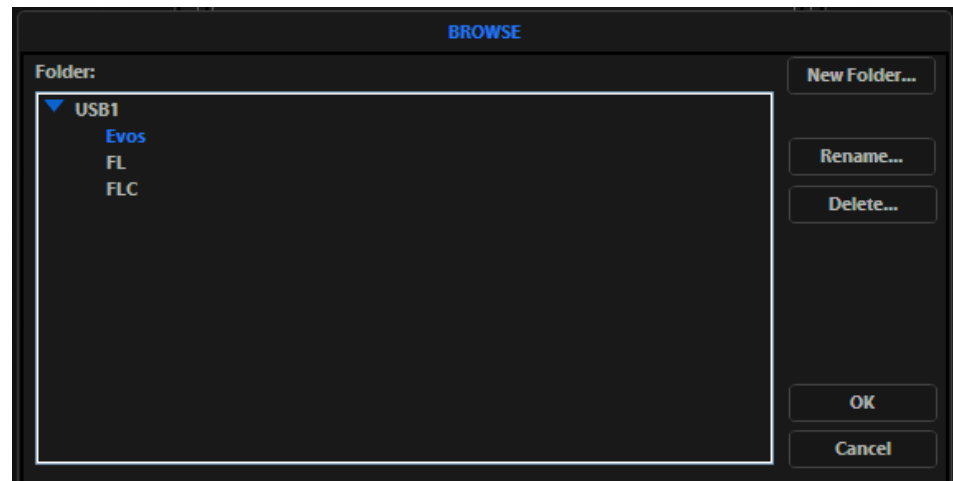 BROWSE
Folder:
New Folder...
USB1
Evos
FL
Rename...
FLC
Delete...
OK
Cancel